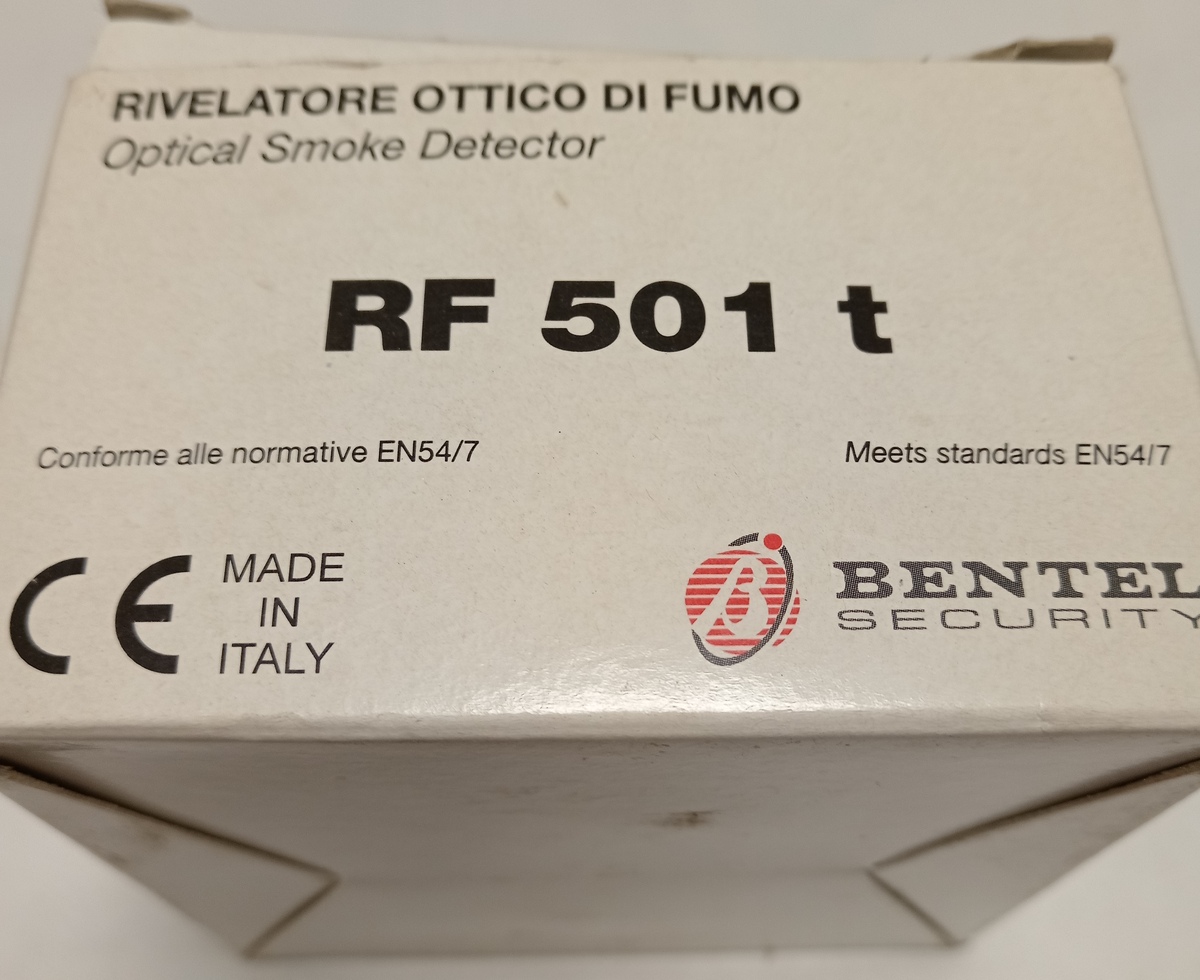 RIVELATORE OTTICO DI FUMO
Optical Smoke Detector
RF 501 t
Conforme alle normative EN54/7
Meets standards EN54/7
CE
MADE
IN
ITALY
B
BENTEL
SECURITY